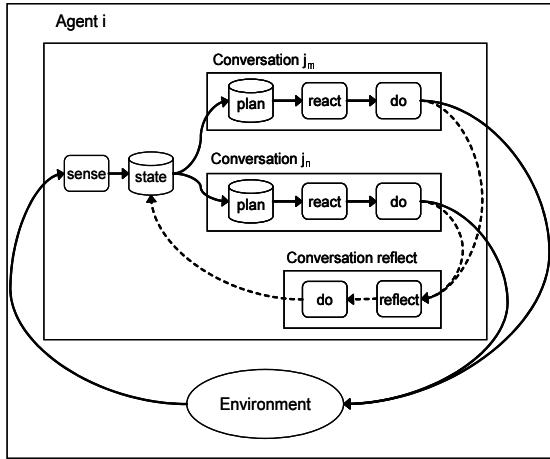 Agent i
Conversation jm
plan
react
do
sense
state
Conversation jn
plan
react
do
Conversation reflect
do
reflect
Environment